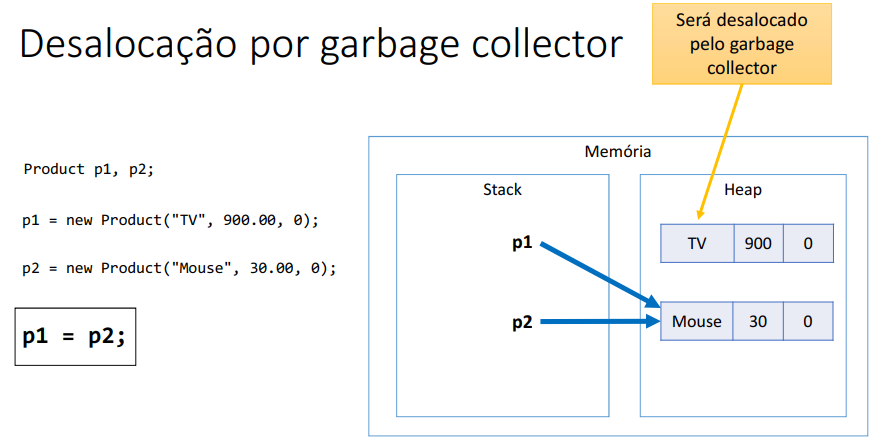 Desalocação por garbage collector
Será desalocado
pelo garbage
collector
Product p1, p2;
p1 = new Product("TV", 900.00, 0);
p2 = new Product("Mouse", 30.00, 0);
p1 = p2;
Memória
Stack
Heap
p1
TV 900 0
p2
Mouse 30 0